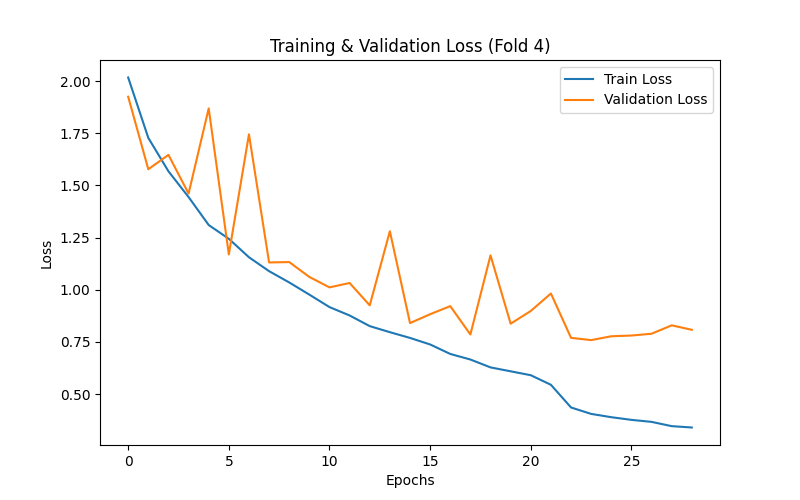 Training & Validation Loss (Fold 4)
Train Loss
Validation Loss
2.00
1.75
1.50
1.25
1.00
0.75
0.50
Loss
0 5 10 15 20 25
Epochs